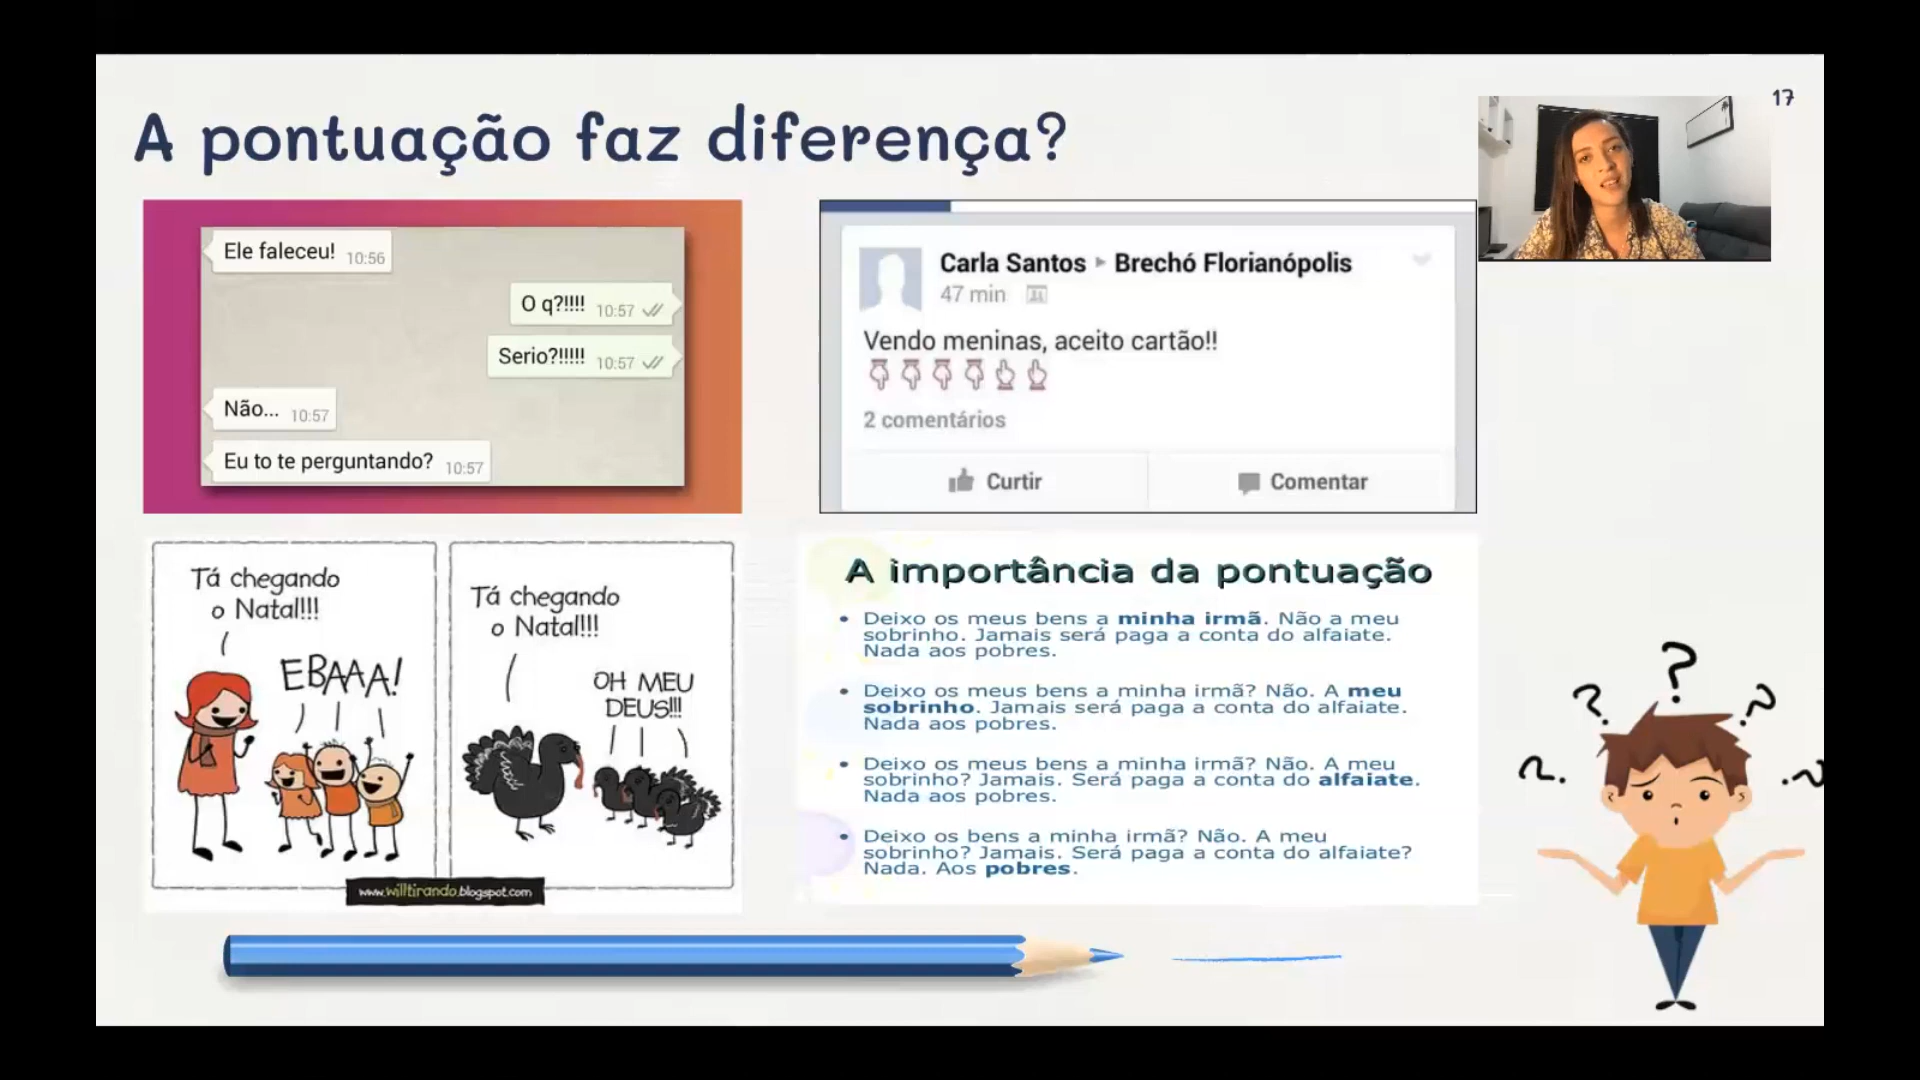 17
A pontuação faz diferença?
Ele faleceu! 10:56
O q?!!!! 10:57
Serio?!!!!! 10:57
Não... 10:57
Eu to te perguntando? 10:57
Carla Santos ▸ Brechó Florianópolis
47 min
Vendo meninas, aceito cartão!!
2 comentários
Curtir
Comentar
Tá chegando
o Natal!!!
EBAAA!
Tá chegando
o Natal!!!
OH MEU
DEUS!!!
www.willtirando.blogspot.com
A importância da pontuação
• Deixo os meus bens a minha irmã. Não a meu
sobrinho. Jamais será paga a conta do alfaiate.
Nada aos pobres.
• Deixo os meus bens a minha irmã? Não. A meu
sobrinho. Jamais será paga a conta do alfaiate.
Nada aos pobres.
• Deixo os meus bens a minha irmã? Não. A meu
sobrinho? Jamais. Será paga a conta do alfaiate.
Nada aos pobres.
• Deixo os bens a minha irmã? Não. A meu
sobrinho? Jamais. Será paga a conta do alfaiate?
Nada. Aos pobres.
? ? ? ? ?